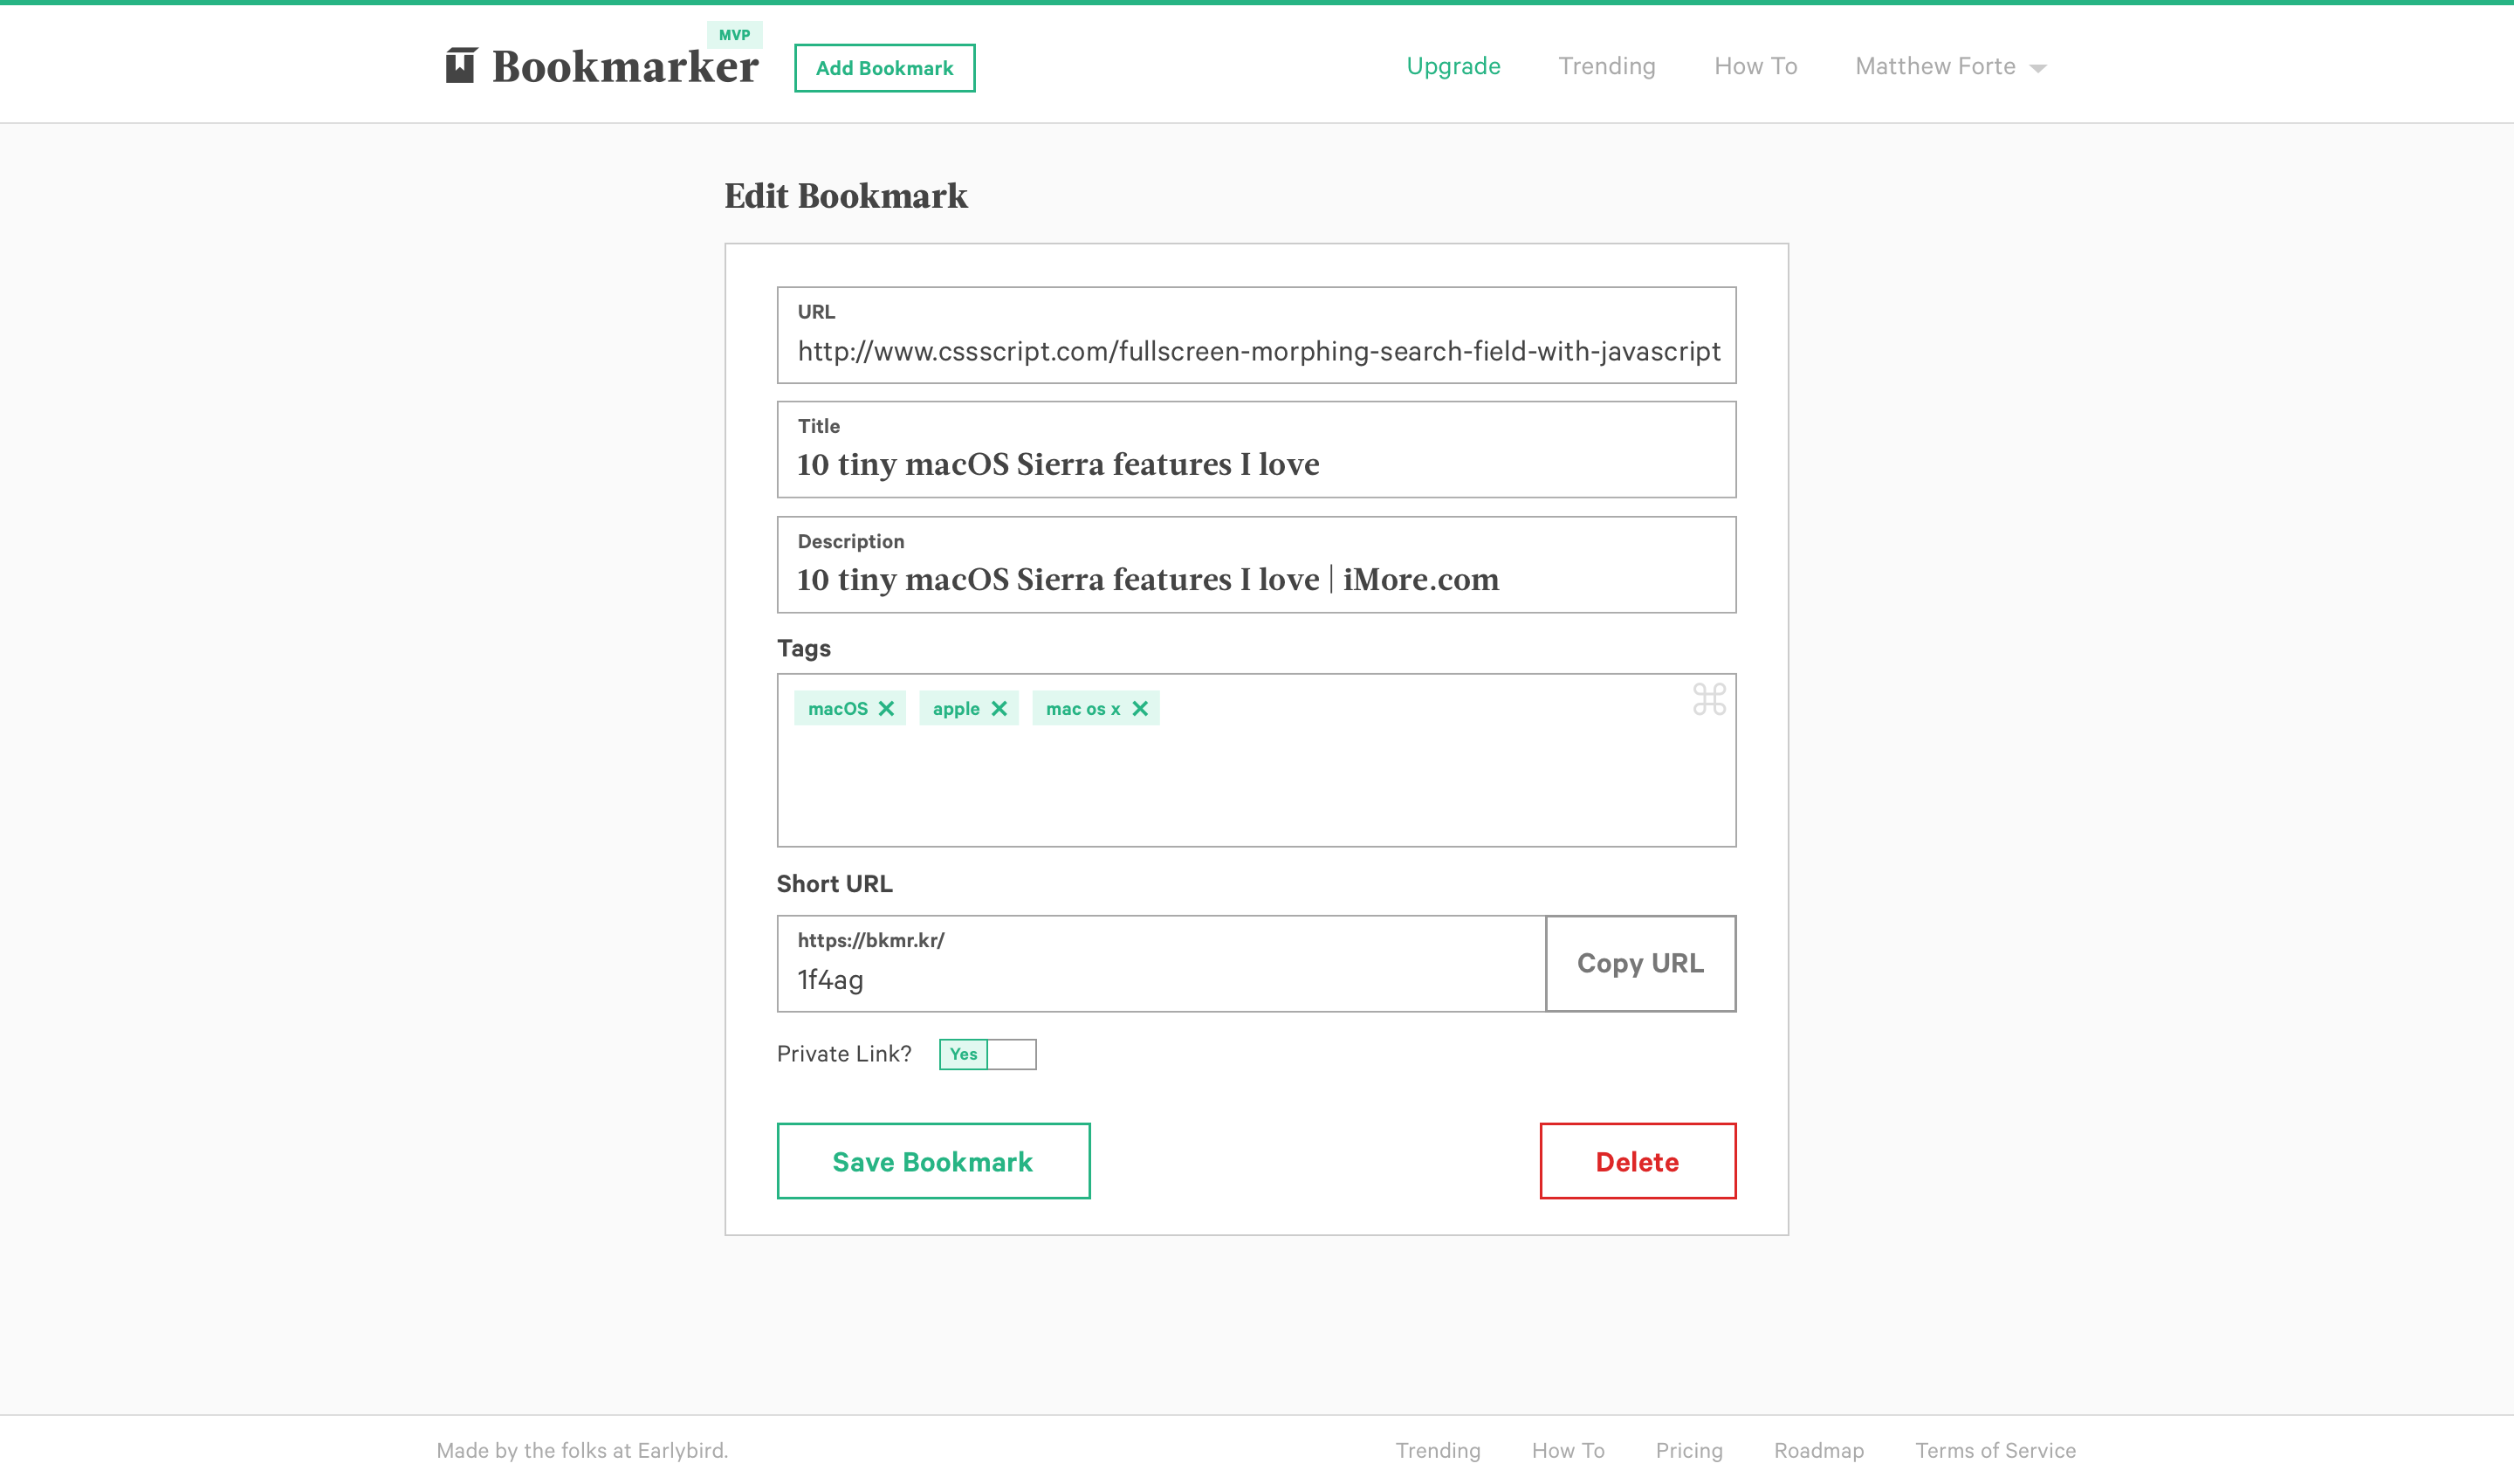 MVP
Bookmarker
Add Bookmark
Upgrade
Trending
How To
Matthew Forte
Edit Bookmark
URL
http://www.cssscript.com/fullscreen-morphing-search-field-with-javascript
Title
10 tiny macOS Sierra features I love
Description
10 tiny macOS Sierra features I love | iMore.com
Tags
macOS
apple
mac os x
Short URL
https://bkmr.kr/
1f4ag
Copy URL
Private Link?
Yes
Save Bookmark
Delete
Made by the folks at Earlybird.
Trending
How To
Pricing
Roadmap
Terms of Service